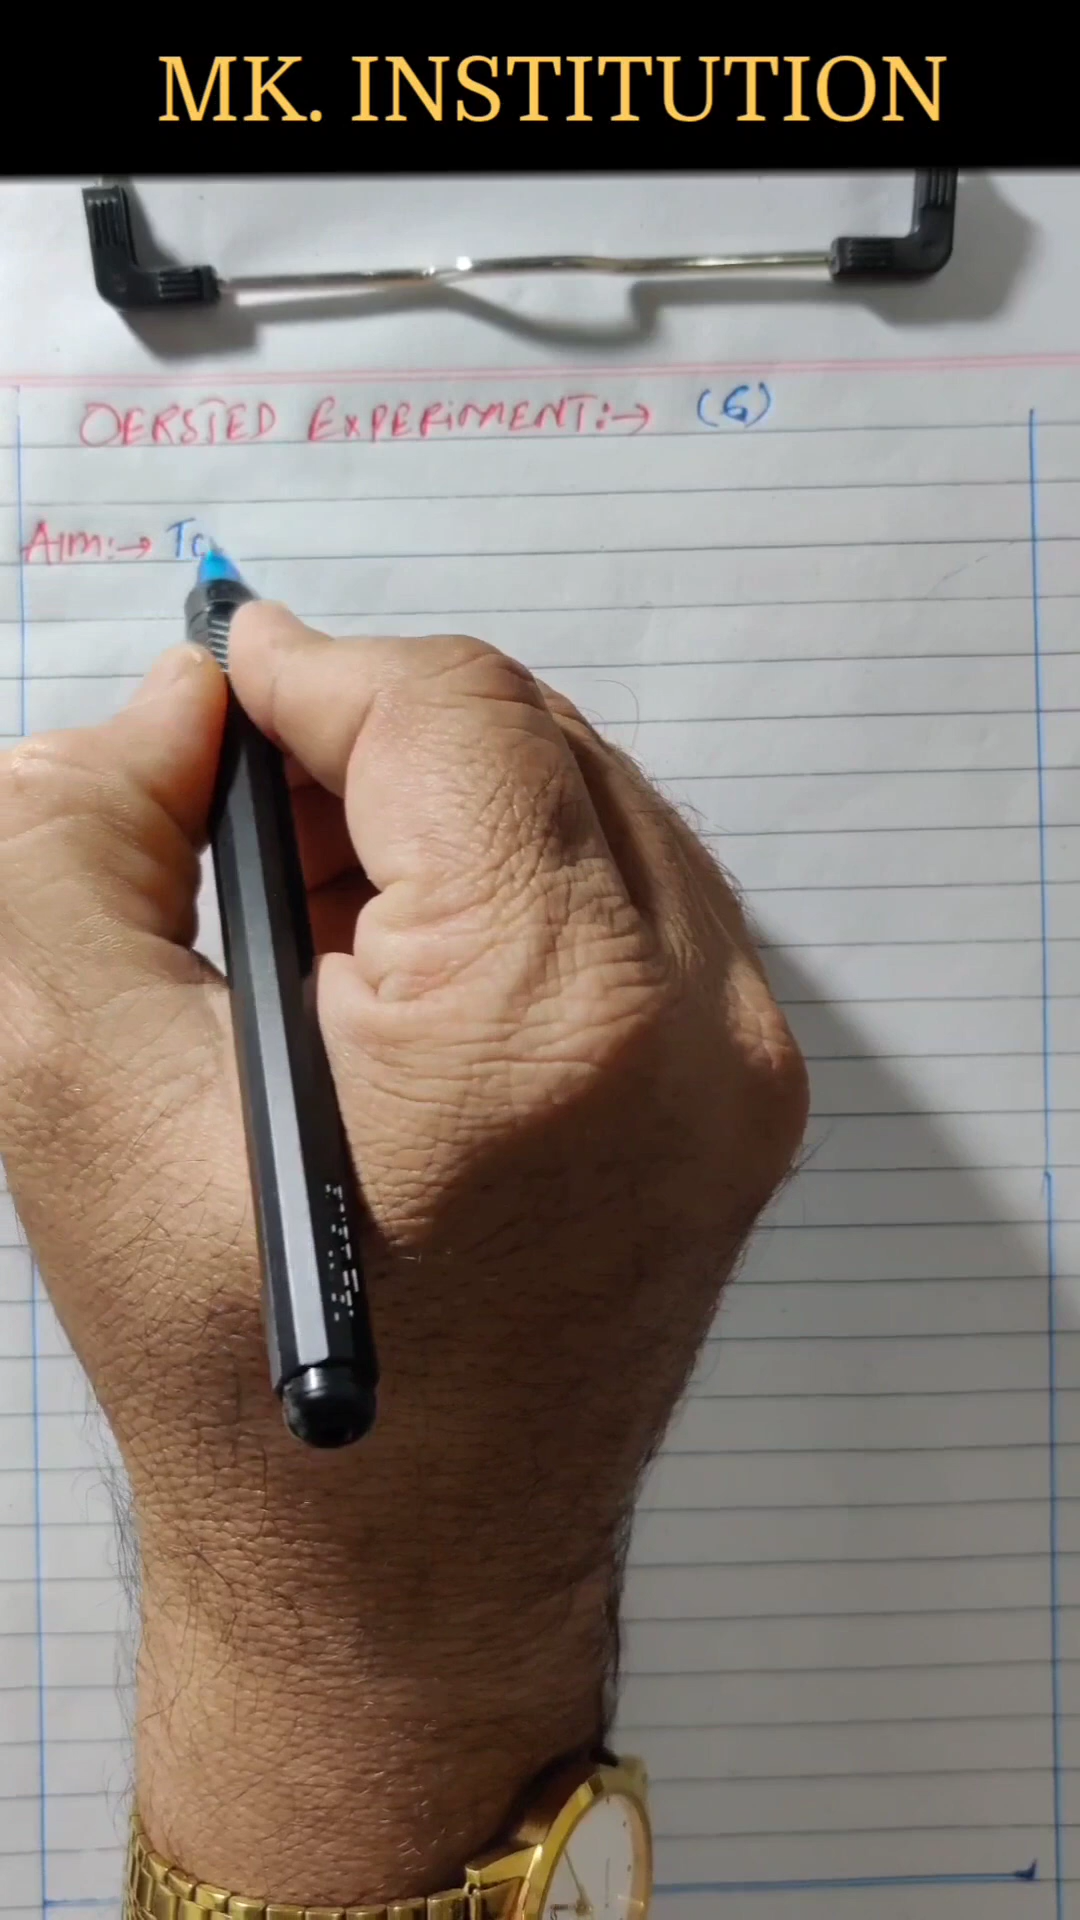 MK. INSTITUTION
OERSTED EXPERIMENT:→ (6)
AIM:→ To